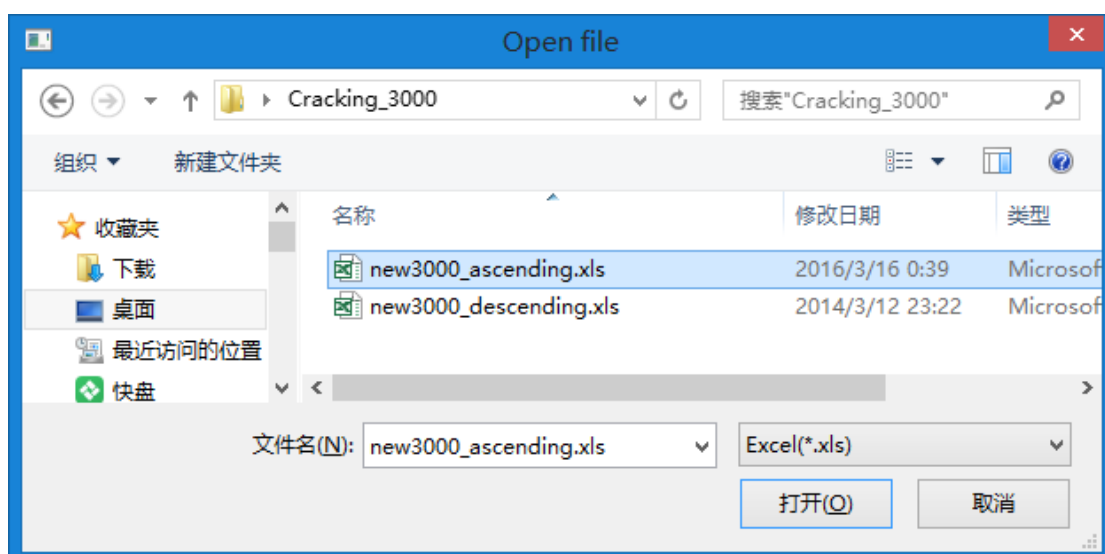 Open file
Cracking_3000
搜索"Cracking_3000"
组织
新建文件夹
收藏夹
下载
桌面
最近访问的位置
快盘
名称 修改日期 类型
new3000_ascending.xls 2016/3/16 0:39 Microsof
new3000_descending.xls 2014/3/12 23:22 Microsof
文件名(N): new3000_ascending.xls Excel(*.xls)
打开(O) 取消